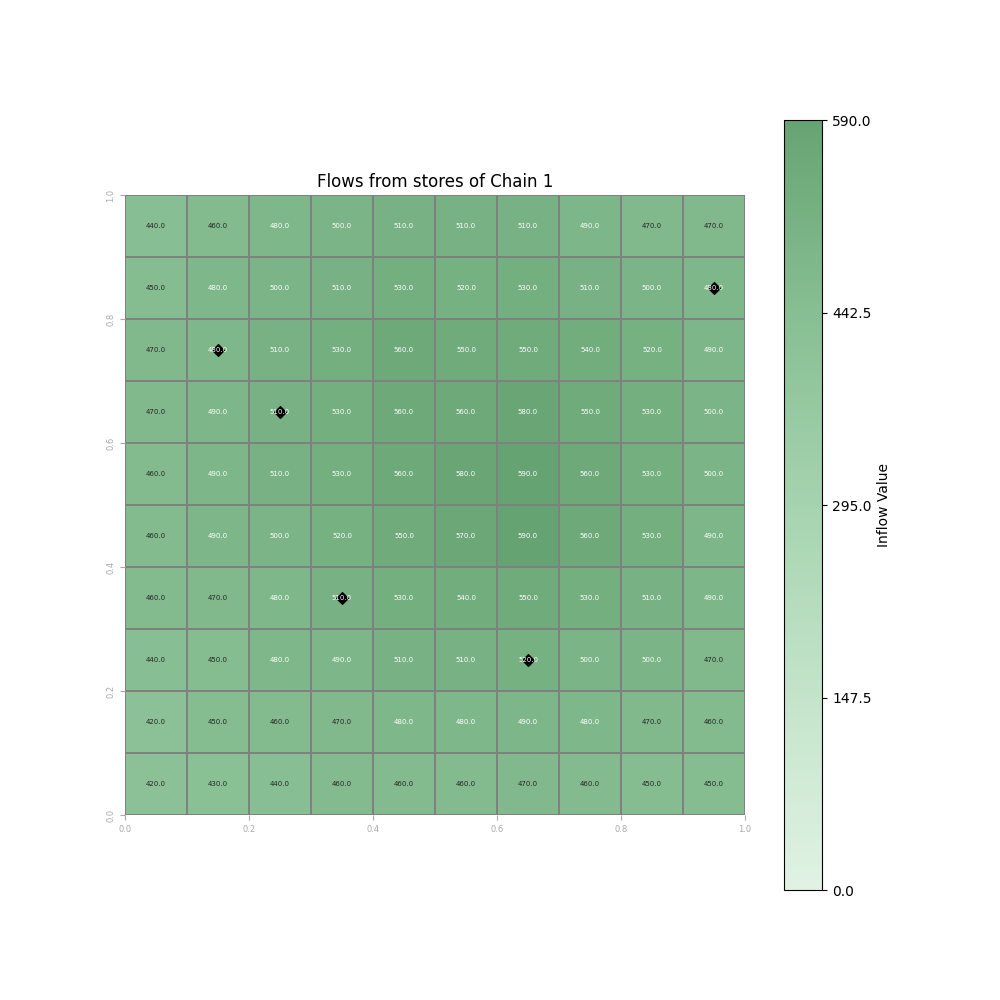 Flows from stores of Chain 1
590.0
442.5
295.0
147.5
0.0
Inflow Value
1.0
0.8
0.6
0.4
0.2
0.0
440.0 460.0 480.0 500.0 510.0 510.0 510.0 490.0 470.0 470.0
450.0 480.0 500.0 510.0 530.0 520.0 530.0 510.0 500.0
470.0 510.0 530.0 560.0 550.0 550.0 540.0 520.0 490.0
470.0 490.0 510.0 530.0 560.0 560.0 580.0 550.0 530.0 500.0
460.0 490.0 510.0 530.0 560.0 580.0 590.0 560.0 530.0 500.0
460.0 490.0 500.0 520.0 550.0 570.0 590.0 560.0 530.0 490.0
460.0 470.0 480.0 510.0 530.0 540.0 550.0 530.0 510.0 490.0
440.0 450.0 480.0 490.0 510.0 510.0 520.0 500.0 500.0 470.0
420.0 450.0 460.0 470.0 480.0 480.0 490.0 480.0 470.0 460.0
420.0 430.0 440.0 460.0 460.0 460.0 470.0 460.0 450.0 450.0
0.0 0.2 0.4 0.6 0.8 1.0